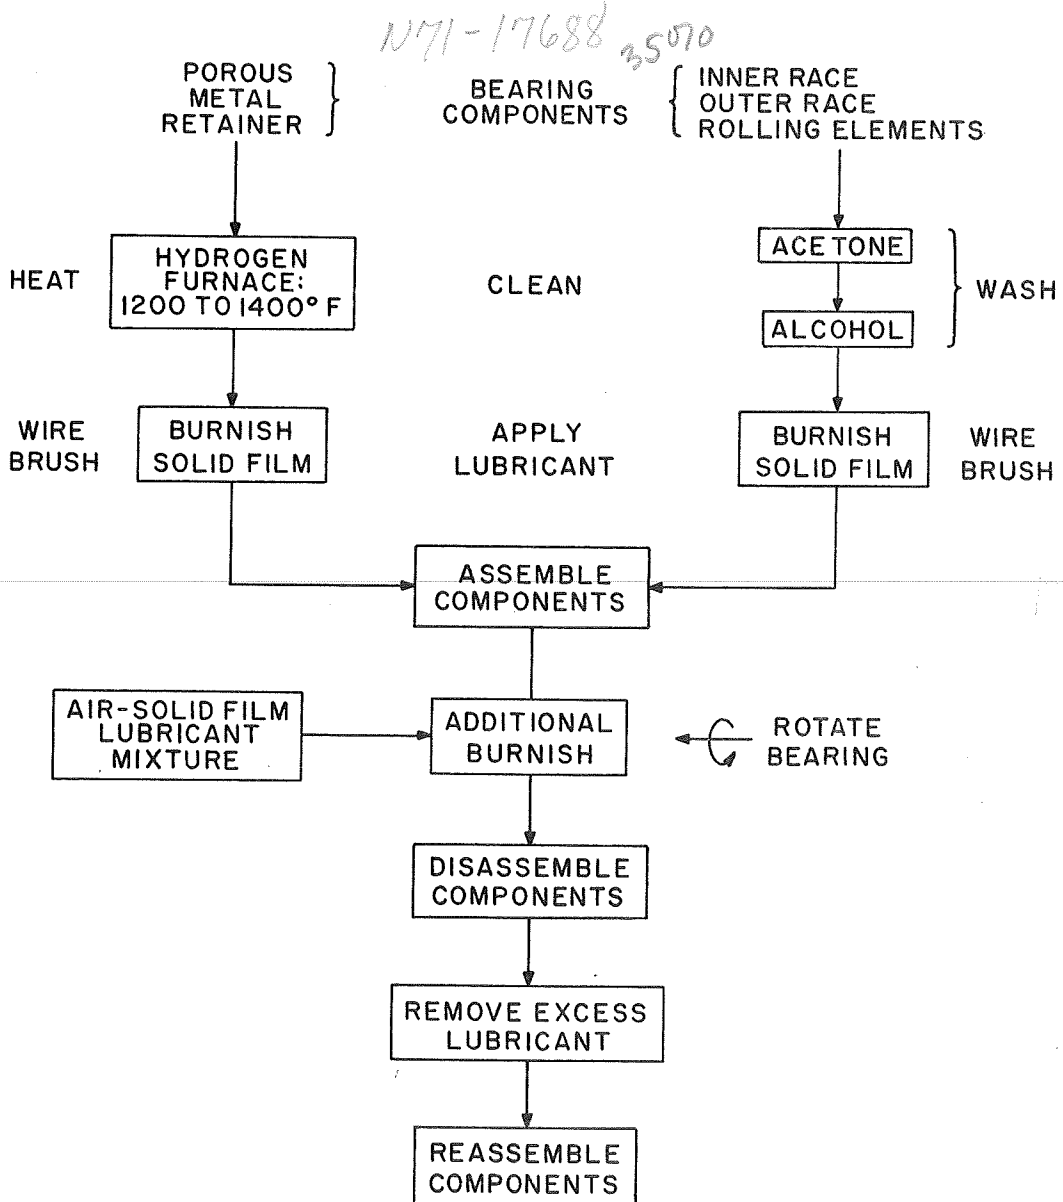 N71-17688 35070
POROUS
METAL
RETAINER
BEARING
COMPONENTS
INNER RACE
OUTER RACE
ROLLING ELEMENTS
HEAT
HYDROGEN
FURNACE:
1200 TO 1400° F
CLEAN
ACETONE
ALCOHOL
WASH
WIRE
BRUSH
BURNISH
SOLID FILM
APPLY
LUBRICANT
BURNISH
SOLID FILM
WIRE
BRUSH
ASSEMBLE
COMPONENTS
AIR-SOLID FILM
LUBRICANT
MIXTURE
ADDITIONAL
BURNISH
ROTATE
BEARING
DISASSEMBLE
COMPONENTS
REMOVE EXCESS
LUBRICANT
REASSEMBLE
COMPONENTS